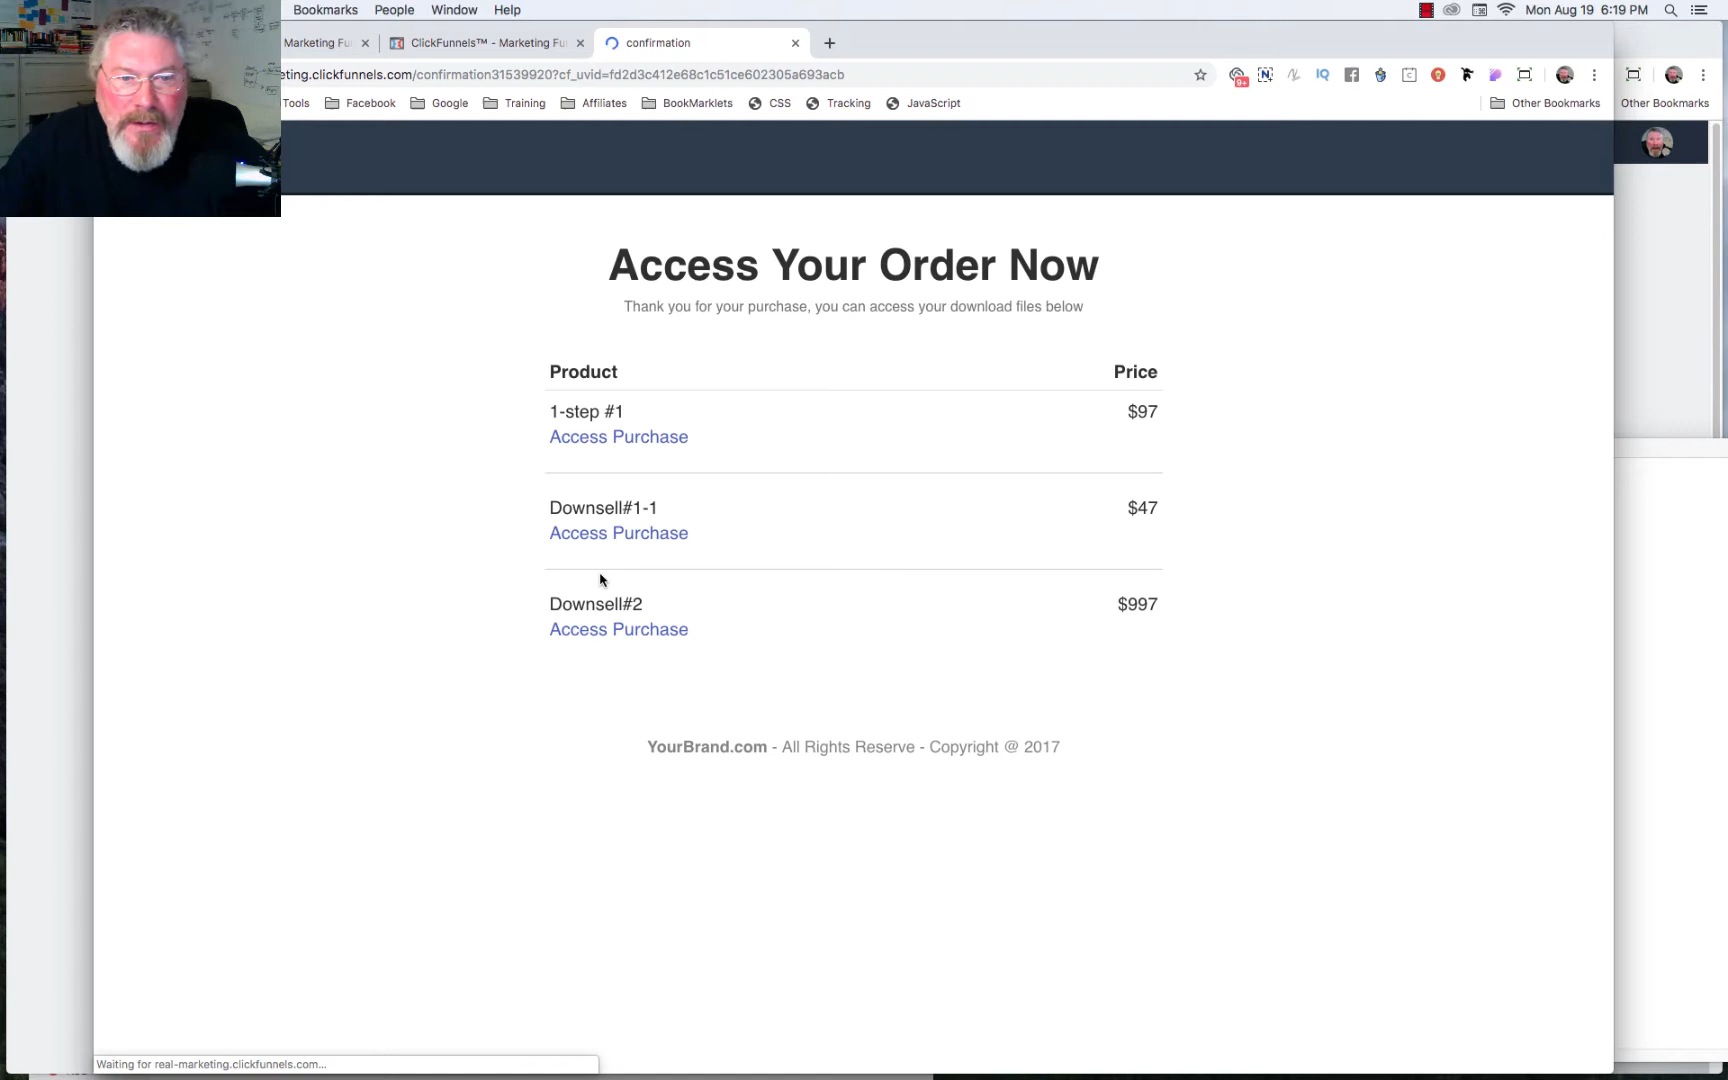 Bookmarks People Window Help Mon Aug 19 6:19 PM
Marketing Fu ClickFunnels™ - Marketing Fu confirmation
eting.clickfunnels.com/confirmation31539920?cf_uvid=fd2d3c412e68c1c51ce602305a693acb
Tools Facebook Google Training Affiliates BookMarklets CSS Tracking JavaScript Other Bookmarks Other Bookmarks
Access Your Order Now
Thank you for your purchase, you can access your download files below
Product Price
1-step #1 $97
Access Purchase
Downsell#1-1 $47
Access Purchase
Downsell#2 $997
Access Purchase
YourBrand.com - All Rights Reserve - Copyright @ 2017
Waiting for real-marketing.clickfunnels.com...